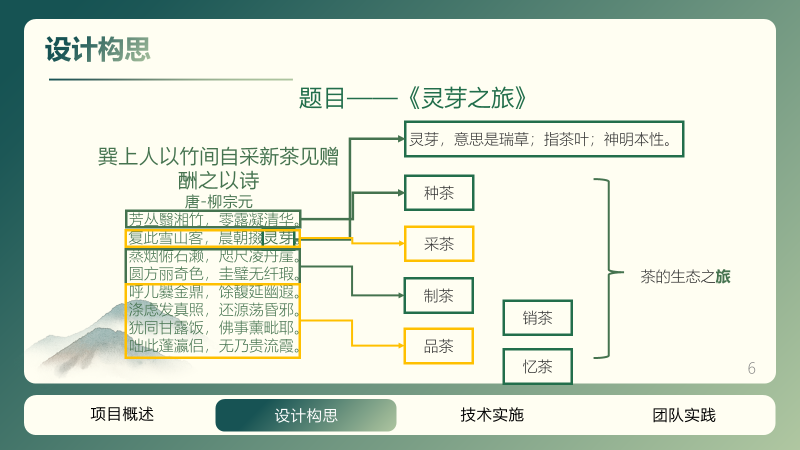 设计构思
题目——《灵芽之旅》
灵芽，意思是瑞草；指茶叶；神明本性。
巽上人以竹间自采新茶见赠
酬之以诗
唐-柳宗元
芳丛翳湘竹，零露凝清华。
复此雪山客，晨朝掇灵芽。
蒸烟俯石濑，咫尺凌丹崖。
圆方丽奇色，圭璧无纤瑕。
呼儿爨金鼎，馀馥延幽遐。
涤虑发真照，还源荡昏邪。
犹同甘露饭，佛事薰毗耶。
咄此蓬瀛侣，无乃贵流霞。
种茶
采茶
制茶
品茶
销茶
忆茶
茶的生态之旅
6
项目概述
设计构思
技术实施
团队实践